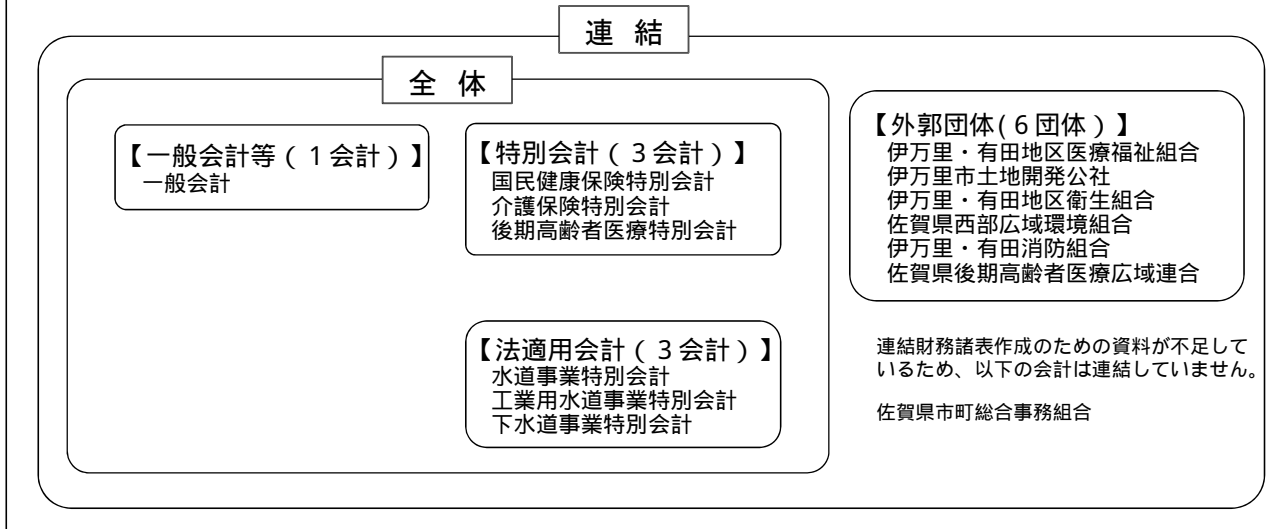 連 結
全 体
【一般会計等(1会計)】
一般会計
【特別会計(3会計)】
国民健康保険特別会計
介護保険特別会計
後期高齢者医療特別会計
【法適用会計(3会計)】
水道事業特別会計
工業用水道事業特別会計
下水道事業特別会計
【外郭団体(6団体)】
伊万里・有田地区医療福祉組合
伊万里市土地開発公社
伊万里・有田地区衛生組合
佐賀県西部広域環境組合
伊万里・有田消防組合
佐賀県後期高齢者医療広域連合
連結財務諸表作成のための資料が不足して
いるため、以下の会計は連結していません。
佐賀県市町総合事務組合